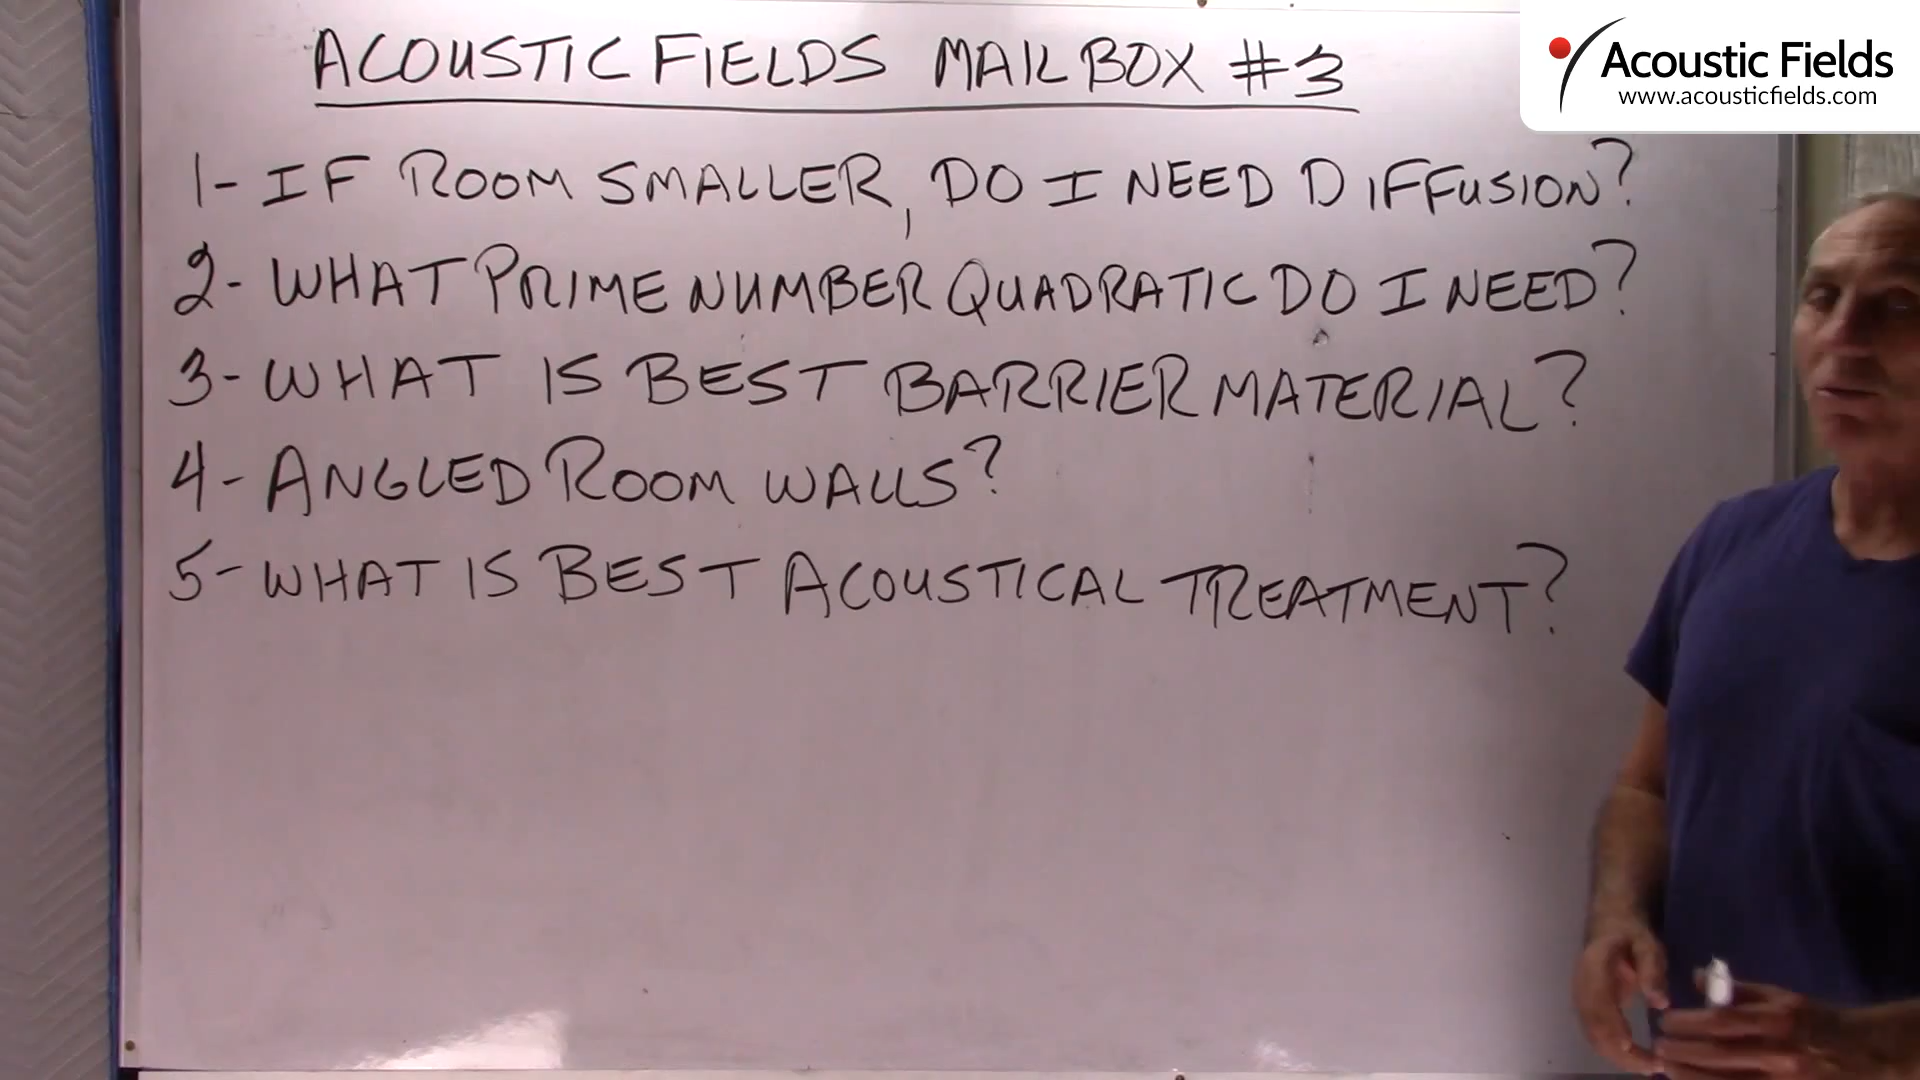 ACOUSTIC FIELDS MAILBOX #3
Acoustic Fields
www.acousticfields.com
1- IF ROOM SMALLER, DO I NEED DIFFUSION?
2- WHAT PRIME NUMBER QUADRATIC DO I NEED?
3- WHAT IS BEST BARRIER MATERIAL?
4- ANGLED ROOM WALLS?
5- WHAT IS BEST ACOUSTICAL TREATMENT?